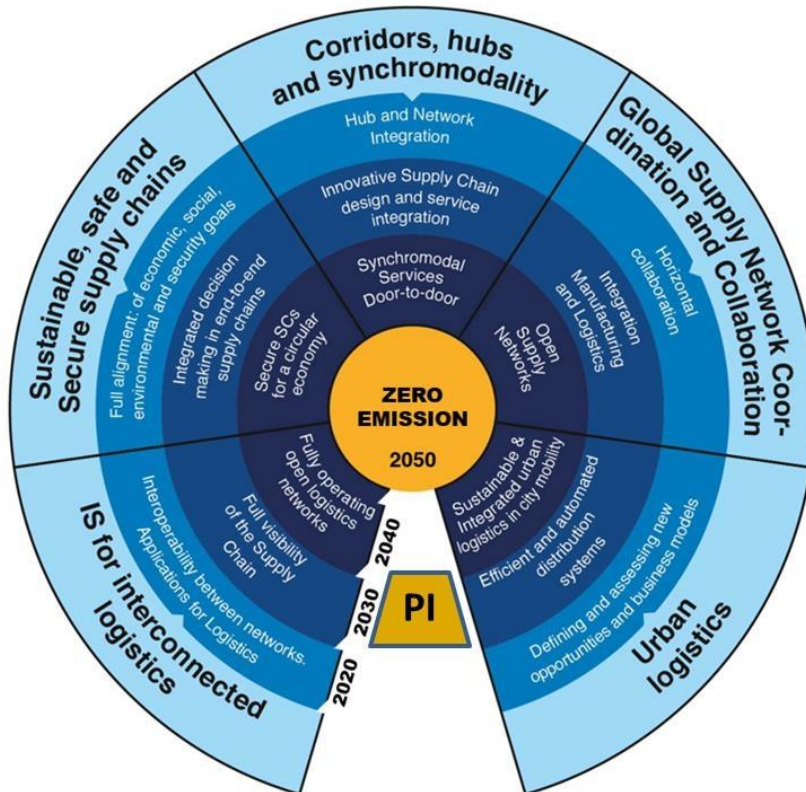 Corridors, hubs
and synchromodality
Hub and Network
Integration
Innovative Supply Chain
design and service
integration
Synchromodal
Services
Door-to-door
Global Supply Network Coor-
dination and Collaboration
Horizontal
collaboration
Integration
Manufacturing
and Logistics
Open
Supply
Networks
Urban
logistics
Defining and assessing new
opportunities and business models
Efficient and automated
distribution
systems
Sustainable &
Integrated urban
logistics in city mobility
IS for interconnected
logistics
Interoperability between networks.
Applications for Logistics
Full visibility
of the Supply
Chain
Fully operating
open logistics
networks
Sustainable, safe and
Secure supply chains
Full alignment: of economic, social,
environmental and security goals
Integrated decision
making in end-to-end
supply chains
Secure SCs
for a circular
economy
ZERO
EMISSION
2050
2040
2030
2020
PI